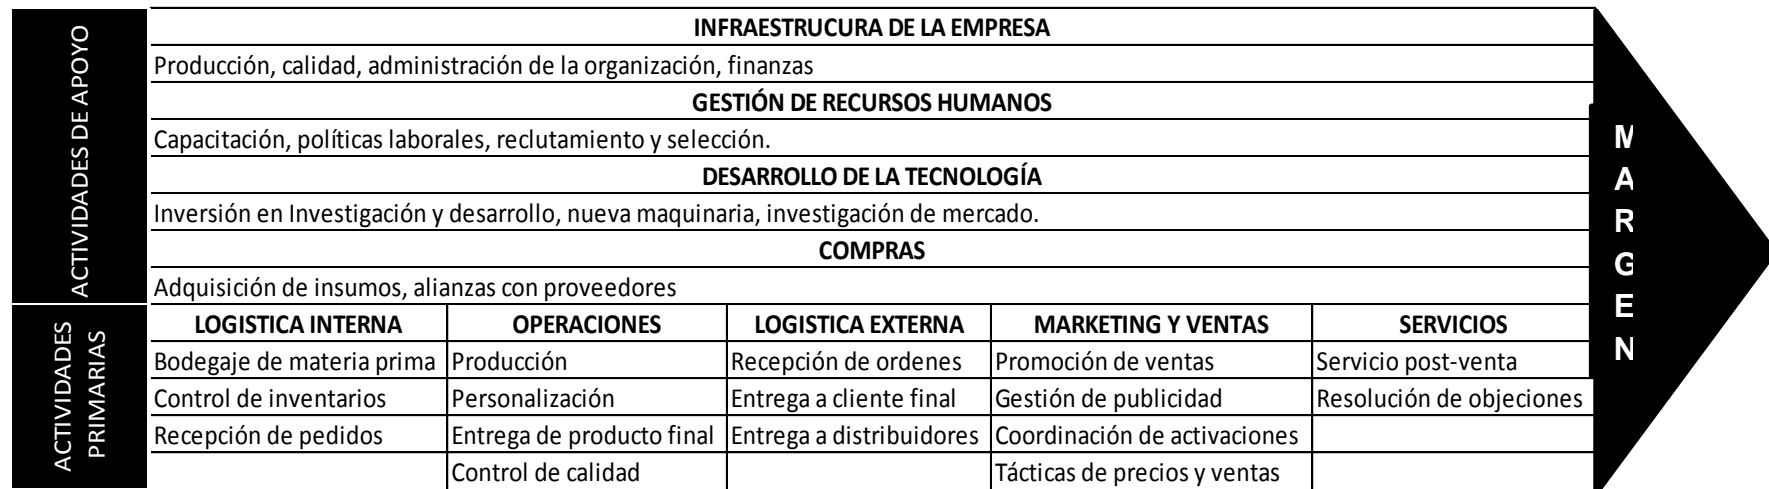 ACTIVIDADES DE APOYO
INFRAESTRUCURA DE LA EMPRESA
Producción, calidad, administración de la organización, finanzas
GESTIÓN DE RECURSOS HUMANOS
Capacitación, políticas laborales, reclutamiento y selección.
DESARROLLO DE LA TECNOLOGÍA
Inversión en Investigación y desarrollo, nueva maquinaria, investigación de mercado.
COMPRAS
Adquisición de insumos, alianzas con proveedores
ACTIVIDADES
PRIMARIAS
LOGISTICA INTERNA OPERACIONES LOGISTICA EXTERNA MARKETING Y VENTAS SERVICIOS
Bodegaje de materia prima Producción Recepción de ordenes Promoción de ventas Servicio post-venta
Control de inventarios Personalización Entrega a cliente final Gestión de publicidad Resolución de objeciones
Recepción de pedidos Entrega de producto final Entrega a distribuidores Coordinación de activaciones
Control de calidad Tácticas de precios y ventas
MARGEN